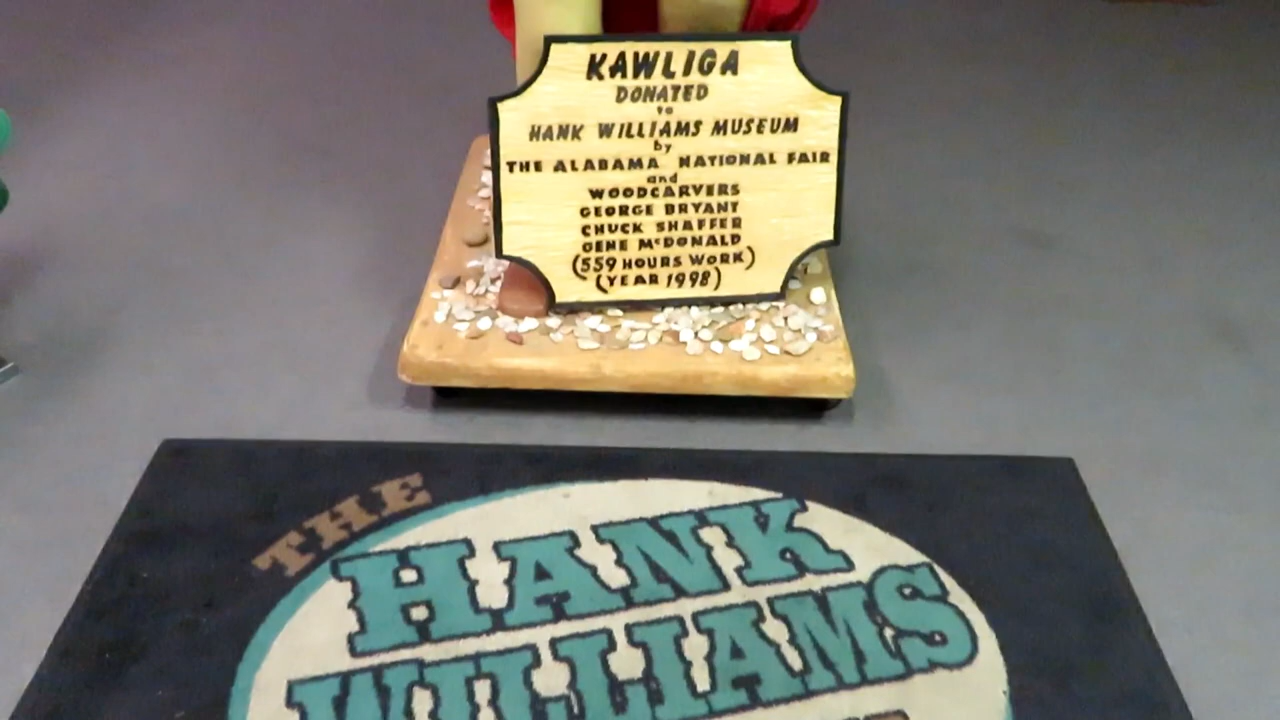 KAWLIGA
DONATED
to
HANK WILLIAMS MUSEUM
by
THE ALABAMA NATIONAL FAIR
and
WOODCARVERS
GEORGE BRYANT
CHUCK SHAFFER
GENE McDONALD
(559 HOURS WORK)
(YEAR 1998)
THE
HANK
WILLIAMS